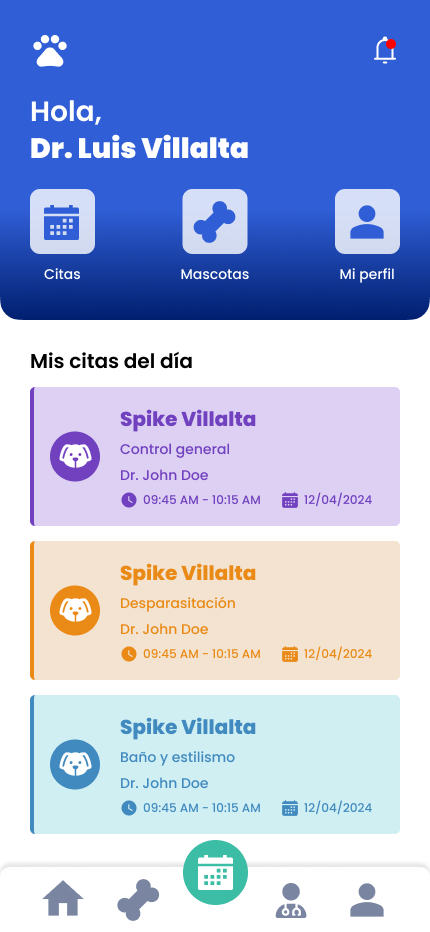 Hola,
Dr. Luis Villalta
Citas
Mascotas
Mi perfil
Mis citas del día
Spike Villalta
Control general
Dr. John Doe
09:45 AM - 10:15 AM 12/04/2024
Spike Villalta
Desparasitación
Dr. John Doe
09:45 AM - 10:15 AM 12/04/2024
Spike Villalta
Baño y estilismo
Dr. John Doe
09:45 AM - 10:15 AM 12/04/2024